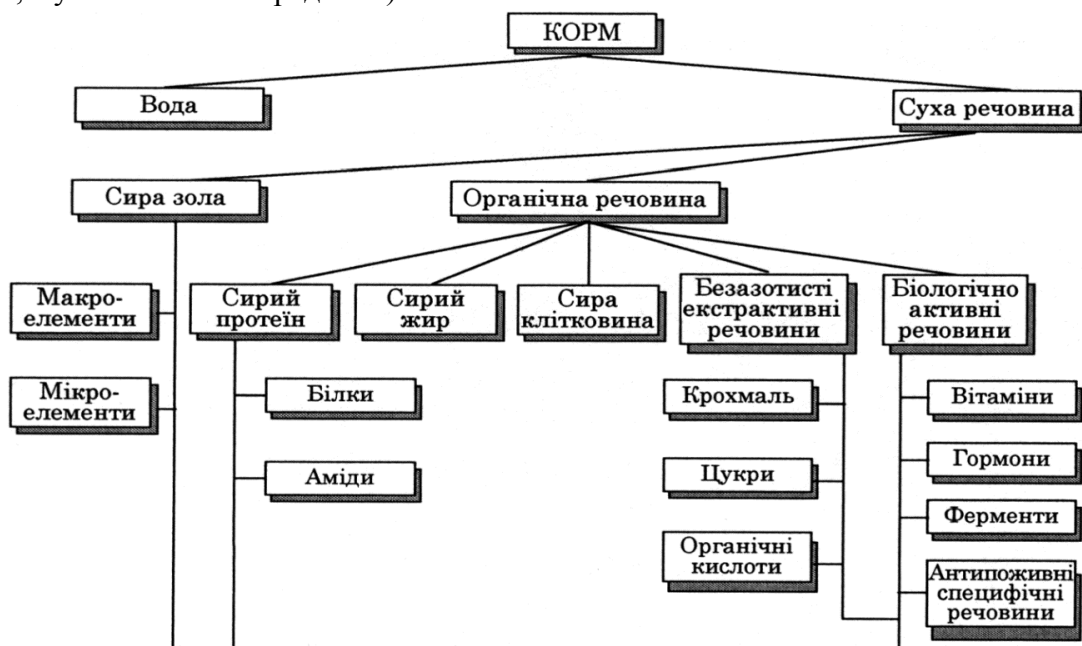 КОРМ
Вода
Суха речовина
Сира зола
Органічна речовина
Макро-
елементи
Сирий
протеїн
Сирий
жир
Сира
клітковина
Безазотисті
екстрактивні
речовини
Біологічно
активні
речовини
Мікро-
елементи
Білки
Крохмаль
Вітаміни
Аміди
Цукри
Гормони
Ферменти
Органічні
кислоти
Антипоживні
специфічні
речовини